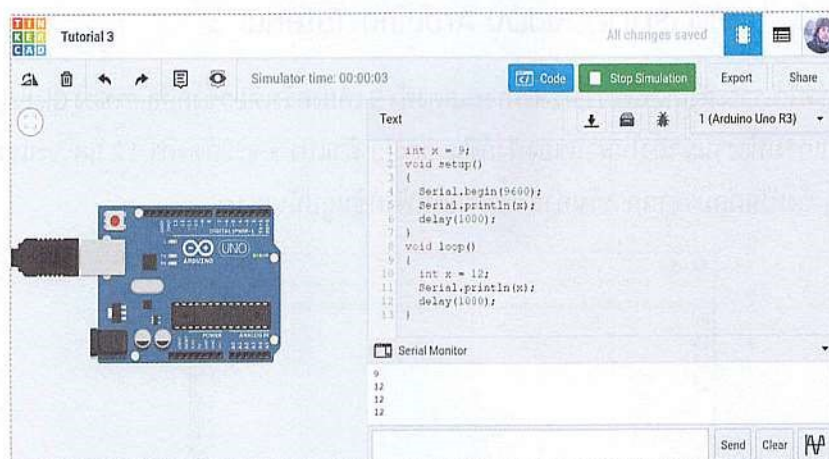 TIN
KER
CAD
Tutorial 3
All changes saved
Simulator time: 00:00:03
Code
Stop Simulation
Export
Share
Text
1 (Arduino Uno R3)
1 int x = 9;
2 void setup()
3 {
4 Serial.begin(9600);
5 Serial.println(x);
6 delay(1000);
7 }
8 void loop()
9 {
10 int x = 12;
11 Serial.println(x);
12 delay(1000);
13 }
UNO
ARDUINO
POWER
ANALOG IN
Serial Monitor
9
12
12
12
Send
Clear